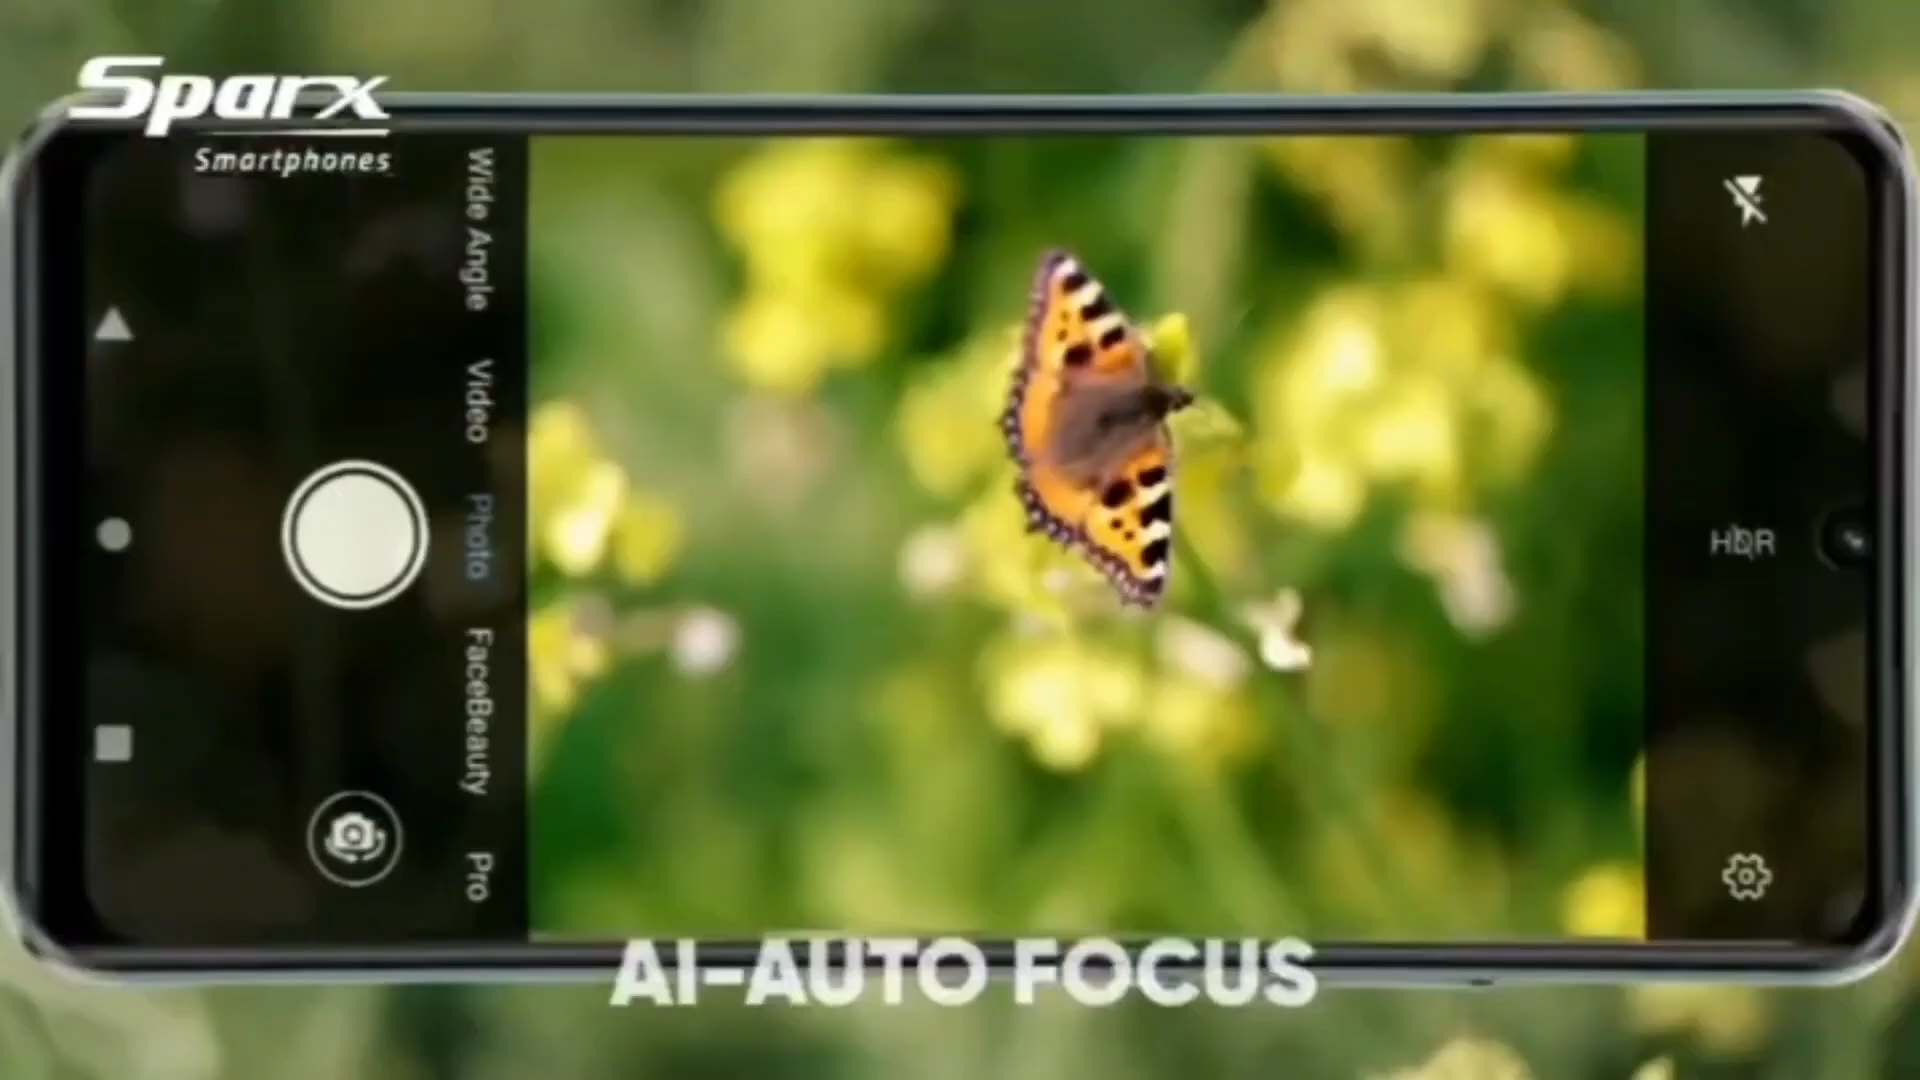 Sparx
Smartphones
Wide Angle
Video
Photo
FaceBeauty
Pro
HDR
AI-AUTO FOCUS